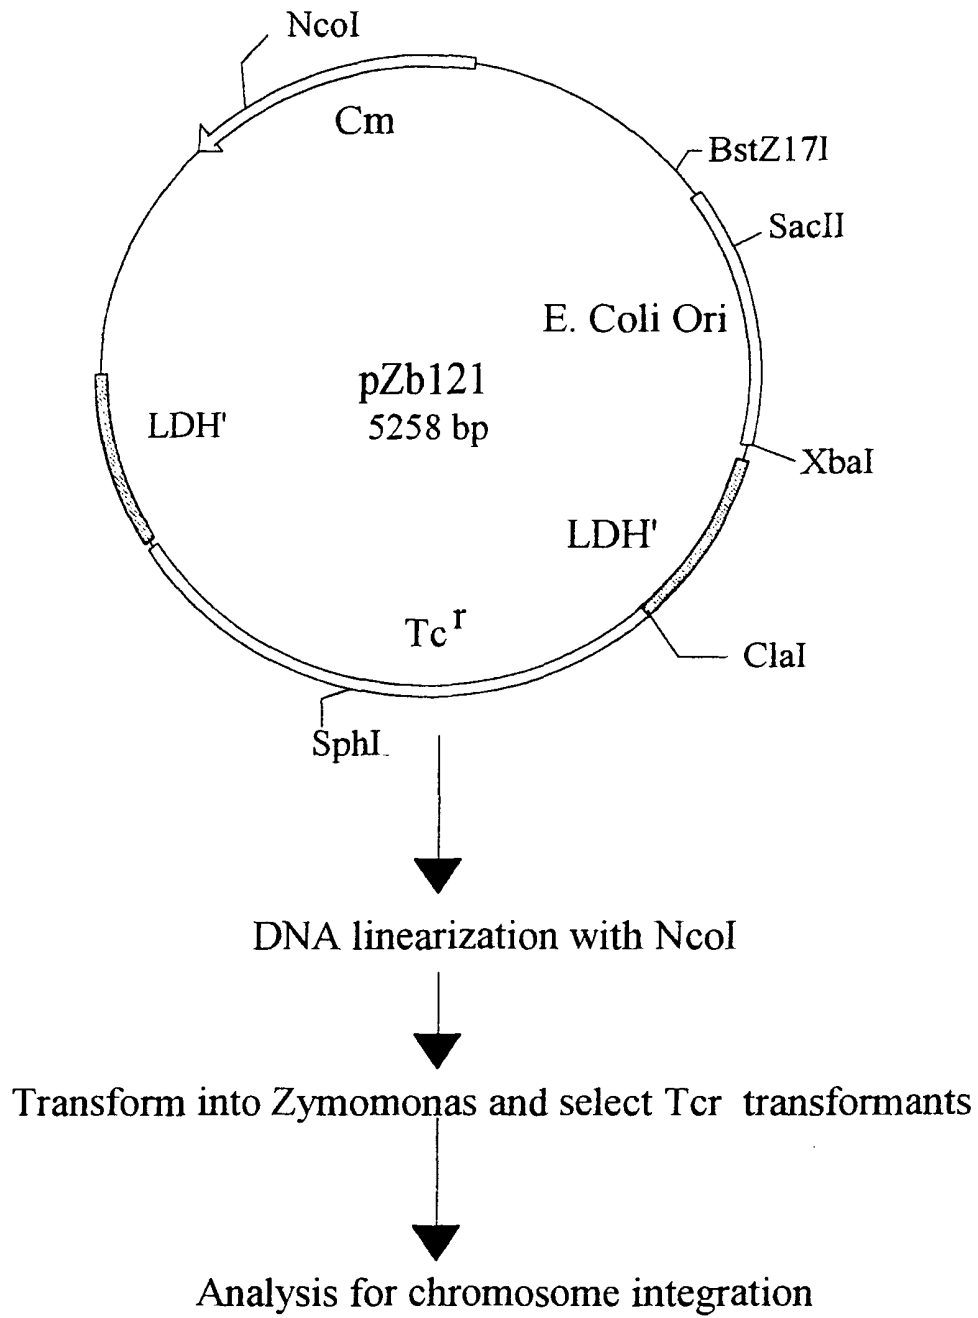 NcoI
Cm
BstZ17I
SacII
E. Coli Ori
pZb121
5258 bp
LDH'
XbaI
LDH'
Tc r
ClaI
SphI
DNA linearization with NcoI
Transform into Zymomonas and select Tcr transformants
Analysis for chromosome integration